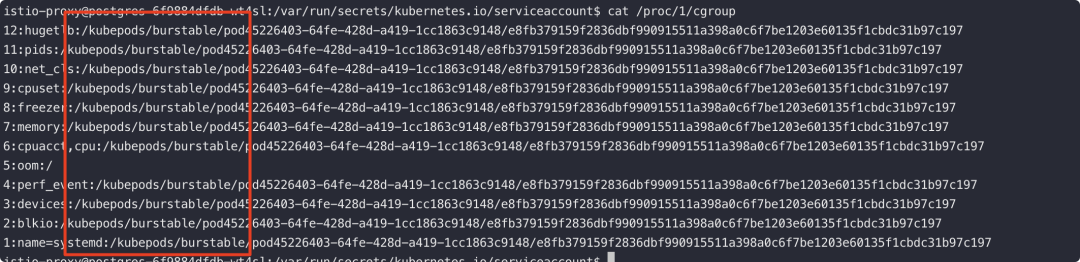 istio-proxy@postgres-6f9884dfdb-wt4sl:/var/run/secrets/kubernetes.io/serviceaccount$ cat /proc/1/cgroup
12:hugetlb:/kubepods/burstable/pod45226403-64fe-428d-a419-1cc1863c9148/e8fb379159f2836dbf990915511a398a0c6f7be1203e60135f1cbdc31b97c197
11:pids:/kubepods/burstable/pod45226403-64fe-428d-a419-1cc1863c9148/e8fb379159f2836dbf990915511a398a0c6f7be1203e60135f1cbdc31b97c197
10:net_cls:/kubepods/burstable/pod45226403-64fe-428d-a419-1cc1863c9148/e8fb379159f2836dbf990915511a398a0c6f7be1203e60135f1cbdc31b97c197
9:cpuset:/kubepods/burstable/pod45226403-64fe-428d-a419-1cc1863c9148/e8fb379159f2836dbf990915511a398a0c6f7be1203e60135f1cbdc31b97c197
8:freezer:/kubepods/burstable/pod45226403-64fe-428d-a419-1cc1863c9148/e8fb379159f2836dbf990915511a398a0c6f7be1203e60135f1cbdc31b97c197
7:memory:/kubepods/burstable/pod45226403-64fe-428d-a419-1cc1863c9148/e8fb379159f2836dbf990915511a398a0c6f7be1203e60135f1cbdc31b97c197
6:cpuacct,cpu:/kubepods/burstable/pod45226403-64fe-428d-a419-1cc1863c9148/e8fb379159f2836dbf990915511a398a0c6f7be1203e60135f1cbdc31b97c197
5:oom:/
4:perf_event:/kubepods/burstable/pod45226403-64fe-428d-a419-1cc1863c9148/e8fb379159f2836dbf990915511a398a0c6f7be1203e60135f1cbdc31b97c197
3:devices:/kubepods/burstable/pod45226403-64fe-428d-a419-1cc1863c9148/e8fb379159f2836dbf990915511a398a0c6f7be1203e60135f1cbdc31b97c197
2:blkio:/kubepods/burstable/pod45226403-64fe-428d-a419-1cc1863c9148/e8fb379159f2836dbf990915511a398a0c6f7be1203e60135f1cbdc31b97c197
1:name=systemd:/kubepods/burstable/pod45226403-64fe-428d-a419-1cc1863c9148/e8fb379159f2836dbf990915511a398a0c6f7be1203e60135f1cbdc31b97c197
istio-proxy@postgres-6f9884dfdb-wt4sl:/var/run/secrets/kubernetes.io/serviceaccount$